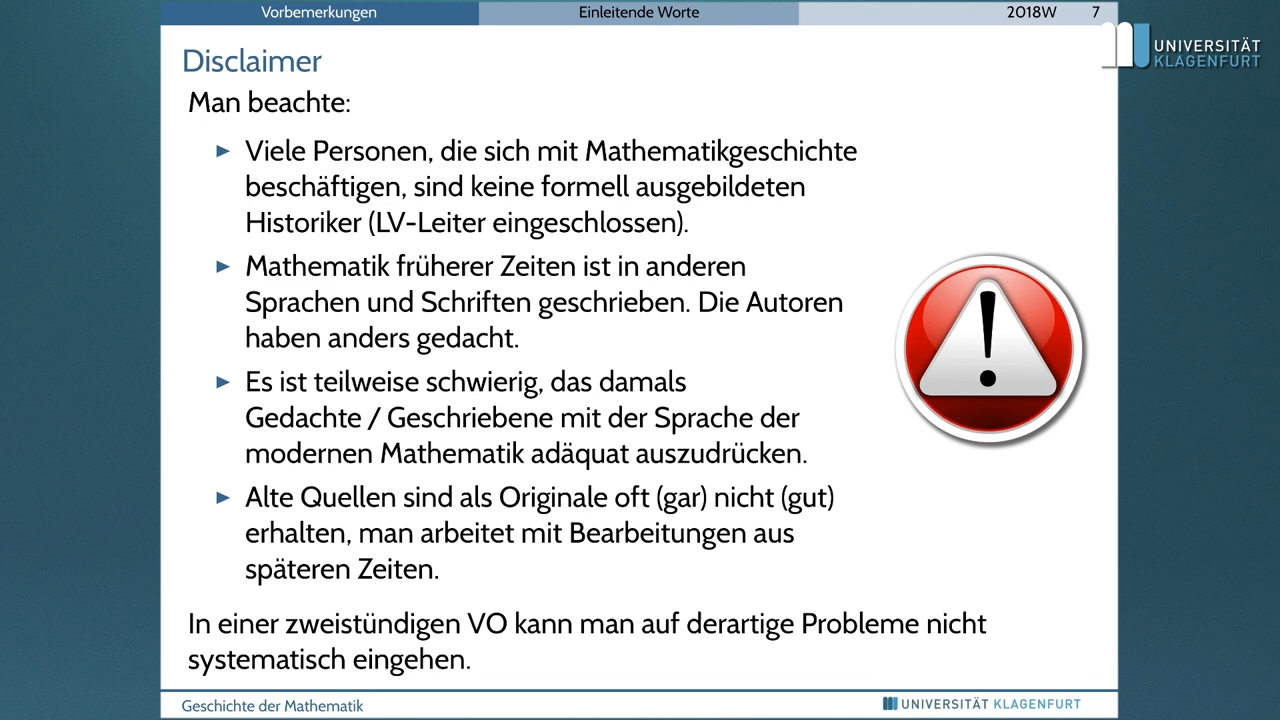 Vorbemerkungen Einleitende Worte 2018W 7
UNIVERSITÄT
KLAGENFURT
Disclaimer
Man beachte:
► Viele Personen, die sich mit Mathematikgeschichte
beschäftigen, sind keine formell ausgebildeten
Historiker (LV-Leiter eingeschlossen).
► Mathematik früherer Zeiten ist in anderen
Sprachen und Schriften geschrieben. Die Autoren
haben anders gedacht.
► Es ist teilweise schwierig, das damals
Gedachte / Geschriebene mit der Sprache der
modernen Mathematik adäquat auszudrücken.
► Alte Quellen sind als Originale oft (gar) nicht (gut)
erhalten, man arbeitet mit Bearbeitungen aus
späteren Zeiten.
In einer zweistündigen VO kann man auf derartige Probleme nicht
systematisch eingehen.
Geschichte der Mathematik UNIVERSITÄT KLAGENFURT